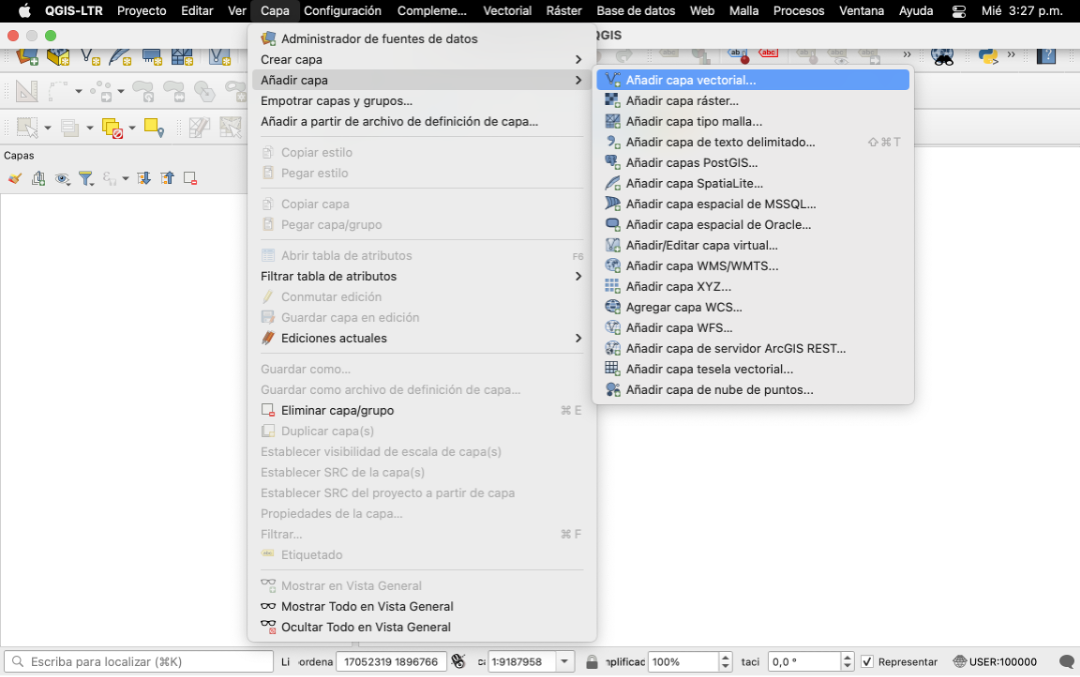 QGIS-LTR Proyecto Editar Ver Capa Configuración Compleme... Vectorial Ráster Base de datos Web Malla Procesos Ventana Ayuda Mié 3:27 p.m.
QGIS
abc
Capas
Administrador de fuentes de datos
Crear capa
Añadir capa
Empotrar capas y grupos...
Añadir a partir de archivo de definición de capa...
Copiar estilo
Pegar estilo
Copiar capa
Pegar capa/grupo
Abrir tabla de atributos F6
Filtrar tabla de atributos
Conmutar edición
Guardar capa en edición
Ediciones actuales
Guardar como...
Guardar como archivo de definición de capa...
Eliminar capa/grupo ⌘ E
Duplicar capa(s)
Establecer visibilidad de escala de capa(s)
Establecer SRC de la capa(s)
Establecer SRC del proyecto a partir de capa
Propiedades de la capa...
Filtrar... ⌘ F
Etiquetado
Mostrar en Vista General
Mostrar Todo en Vista General
Ocultar Todo en Vista General
Añadir capa vectorial...
Añadir capa ráster...
Añadir capa tipo malla...
Añadir capa de texto delimitado... ⇧⌘T
Añadir capas PostGIS...
Añadir capa SpatiaLite...
Añadir capa espacial de MSSQL...
Añadir capa espacial de Oracle...
Añadir/Editar capa virtual...
Añadir capa WMS/WMTS...
Añadir capa XYZ...
Agregar capa WCS...
Añadir capa WFS...
Añadir capa de servidor ArcGIS REST...
Añadir capa tesela vectorial...
Añadir capa de nube de puntos...
Escriba para localizar (⌘K) Li ordena 17052319 1896766 1:9187958 nplificad 100% taci 0,0 ° Representar USER:100000